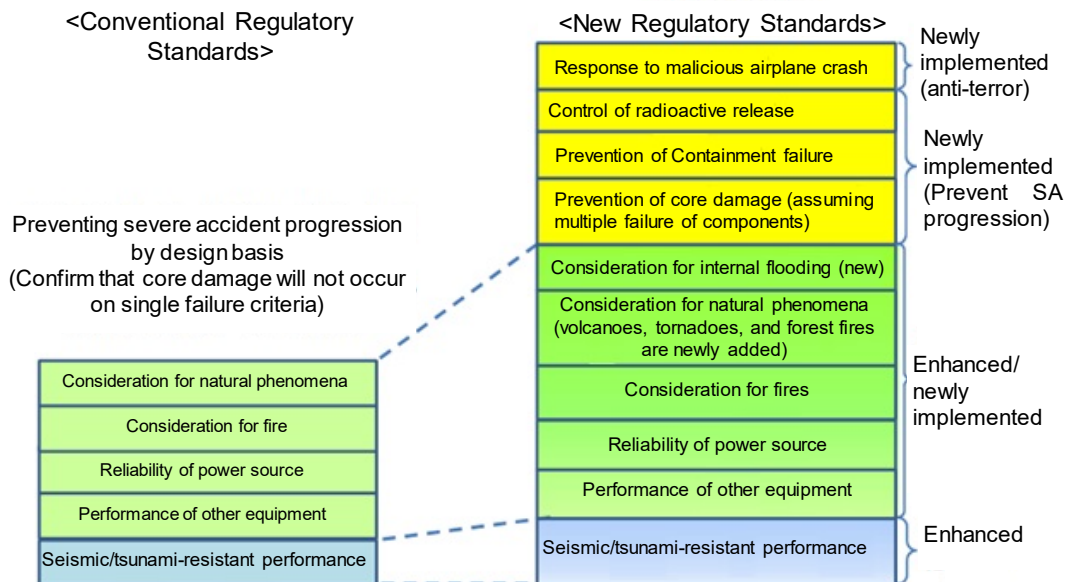 <Conventional Regulatory
Standards>
Preventing severe accident progression
by design basis
(Confirm that core damage will not occur
on single failure criteria)
Consideration for natural phenomena
Consideration for fire
Reliability of power source
Performance of other equipment
Seismic/tsunami-resistant performance
<New Regulatory Standards>
Response to malicious airplane crash
Control of radioactive release
Prevention of Containment failure
Prevention of core damage (assuming
multiple failure of components)
Consideration for internal flooding (new)
Consideration for natural phenomena
(volcanoes, tornadoes, and forest fires
are newly added)
Consideration for fires
Reliability of power source
Performance of other equipment
Seismic/tsunami-resistant performance
Newly
implemented
(anti-terror)
Newly
implemented
(Prevent SA
progression)
Enhanced/
newly
implemented
Enhanced